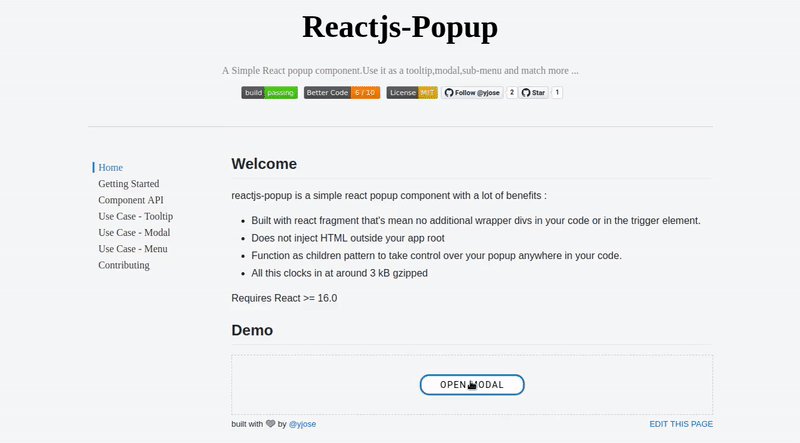 Reactjs-Popup
A Simple React popup component.Use it as a tooltip,modal,sub-menu and match more ...
build passing Better Code 6 / 10 License MIT Follow @yjose 2 Star 1
Home
Getting Started
Component API
Use Case - Tooltip
Use Case - Modal
Use Case - Menu
Contributing
Welcome
reactjs-popup is a simple react popup component with a lot of benefits :
Built with react fragment that's mean no additional wrapper divs in your code or in the trigger element.
Does not inject HTML outside your app root
Function as children pattern to take control over your popup anywhere in your code.
All this clocks in at around 3 kB gzipped
Requires React >= 16.0
Demo
OPEN MODAL
built with by @yjose
EDIT THIS PAGE